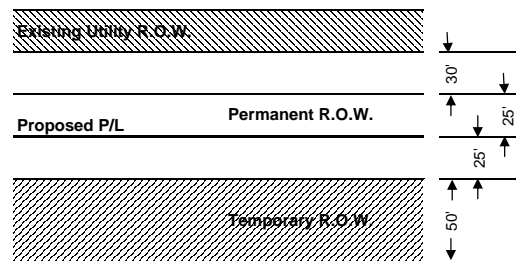 Existing Utility R.O.W.
30'
Permanent R.O.W.
25'
Proposed P/L
25'
Temporary R.O.W.
50'